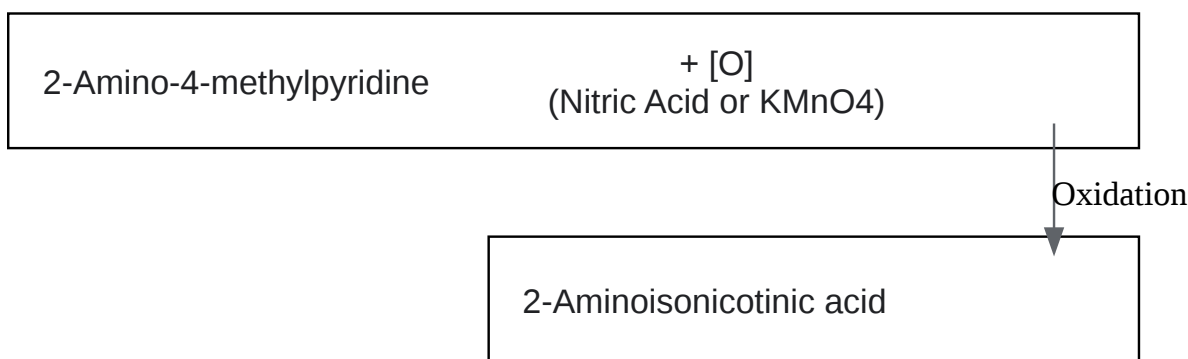 2-Amino-4-methylpyridine
+ [O]
(Nitric Acid or KMnO4)
Oxidation
2-Aminoisonicotinic acid